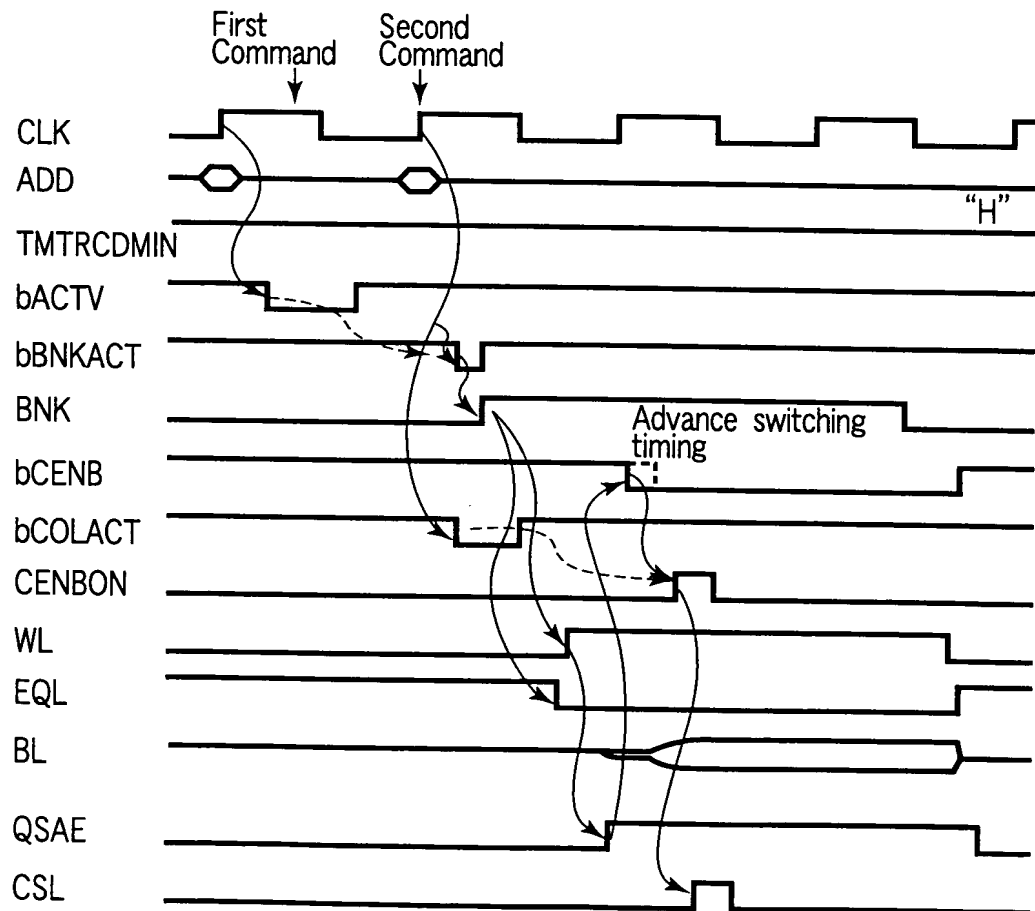 First
Command
Second
Command
CLK
ADD
"H"
TMTRCDMIN
bACTV
bBNKACT
BNK
Advance switching
timing
bCENB
bCOLACT
CENBON
WL
EQL
BL
QSAE
CSL